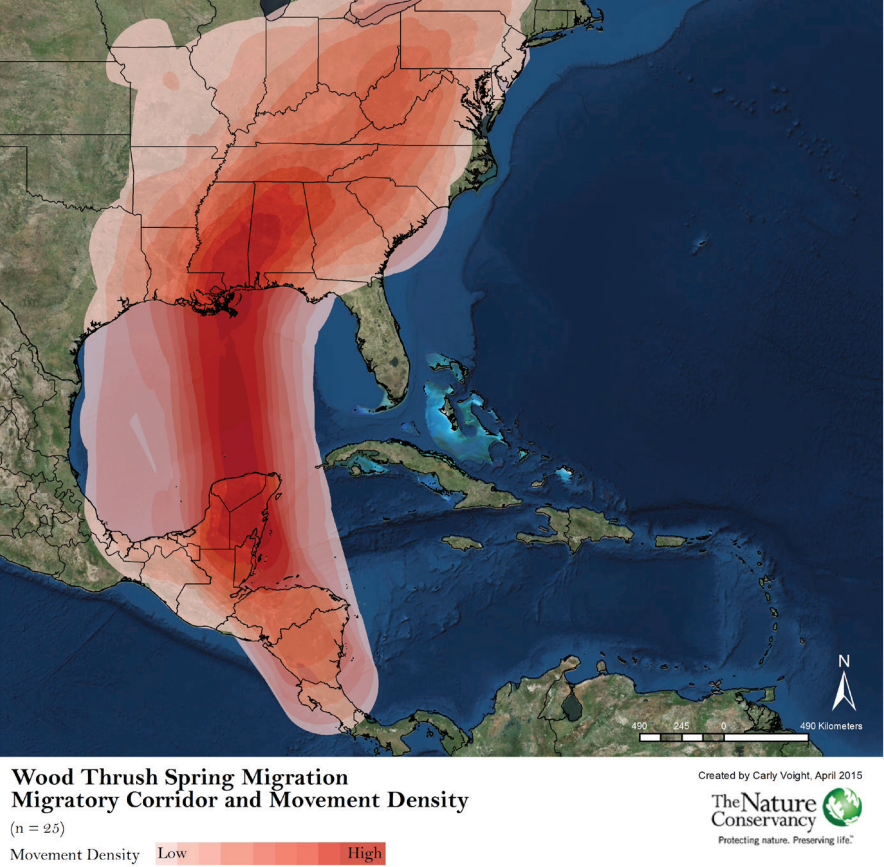 N
490 245 0 490 Kilometers
Wood Thrush Spring Migration
Migratory Corridor and Movement Density
(n = 25)
Movement Density Low High
Created by Carly Voight, April 2015
The Nature
Conservancy
Protecting nature. Preserving life.™